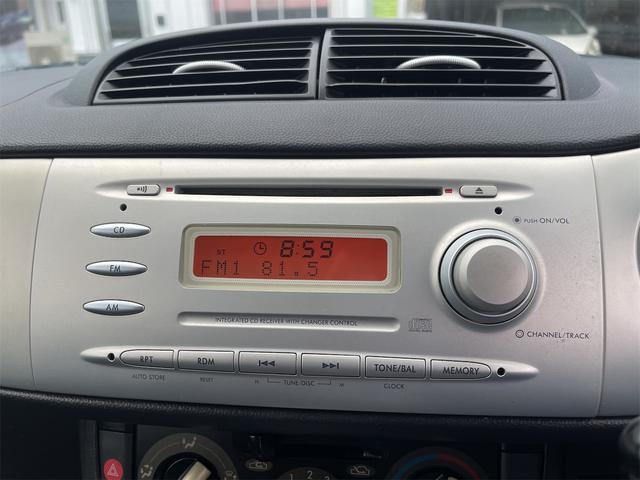 CD
FM
AM
ST 8:59
FM1 81.5
PUSH ON/VOL
INTEGRATED CD RECEIVER WITH CHANGER CONTROL
CHANNEL/TRACK
RPT RDM TONE/BAL MEMORY
AUTO STORE RESET TUNE/DISC CLOCK